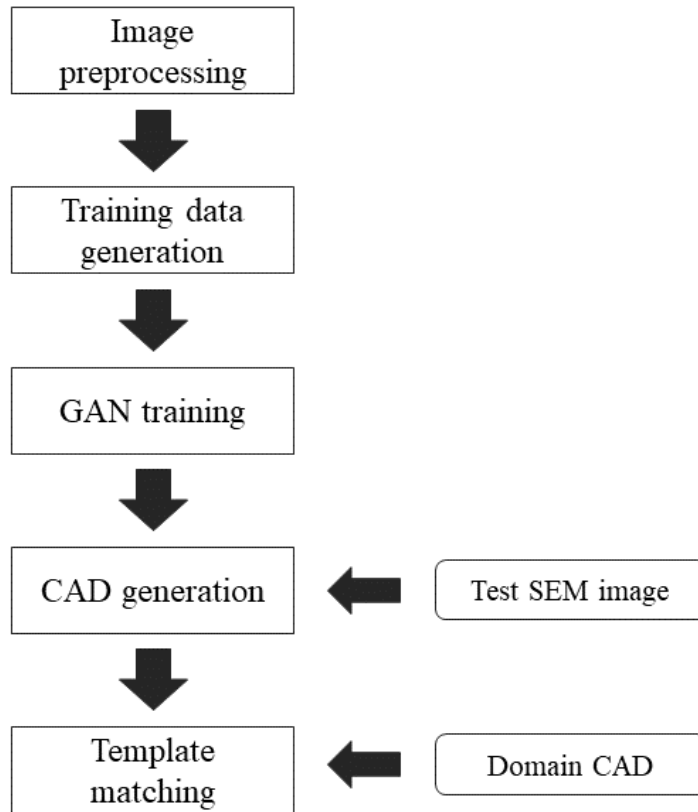 Image
preprocessing
Training data
generation
GAN training
CAD generation
Test SEM image
Template
matching
Domain CAD